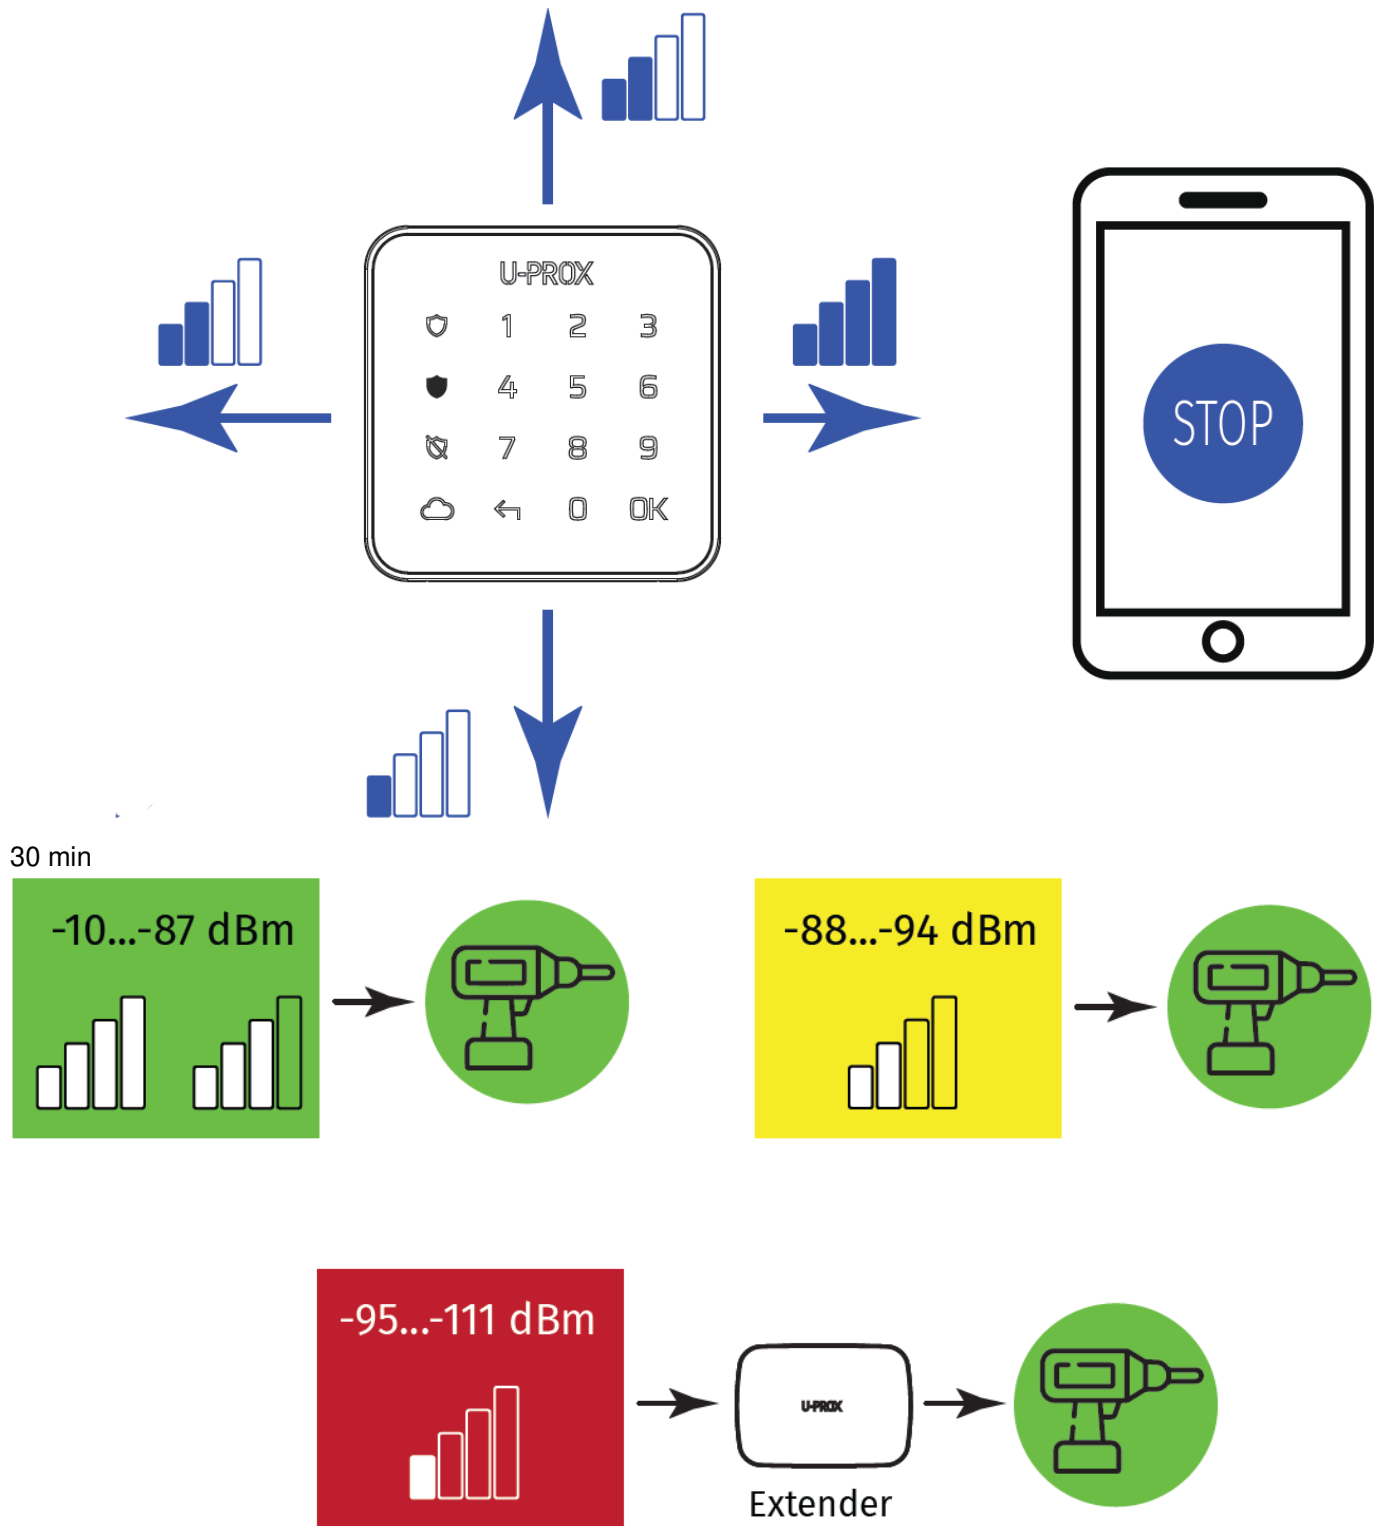 U-PROX
1 2 3
4 5 6
7 8 9
0 OK
STOP
30 min
-10...-87 dBm
-88...-94 dBm
-95...-111 dBm
U-PROX
Extender